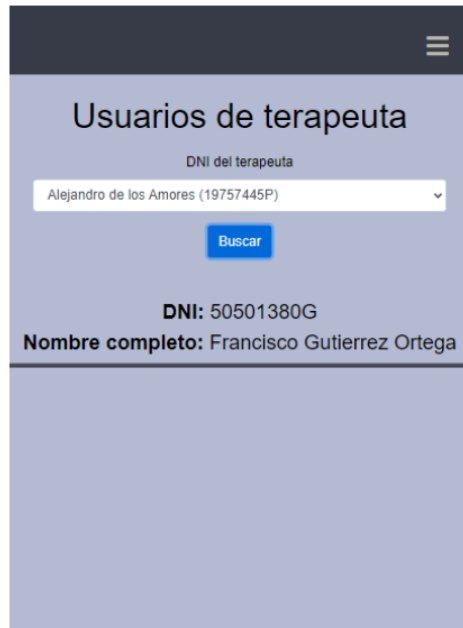 Usuarios de terapeuta
DNI del terapeuta
Alejandro de los Amores (19757445P)
Buscar
DNI: 50501380G
Nombre completo: Francisco Gutierrez Ortega